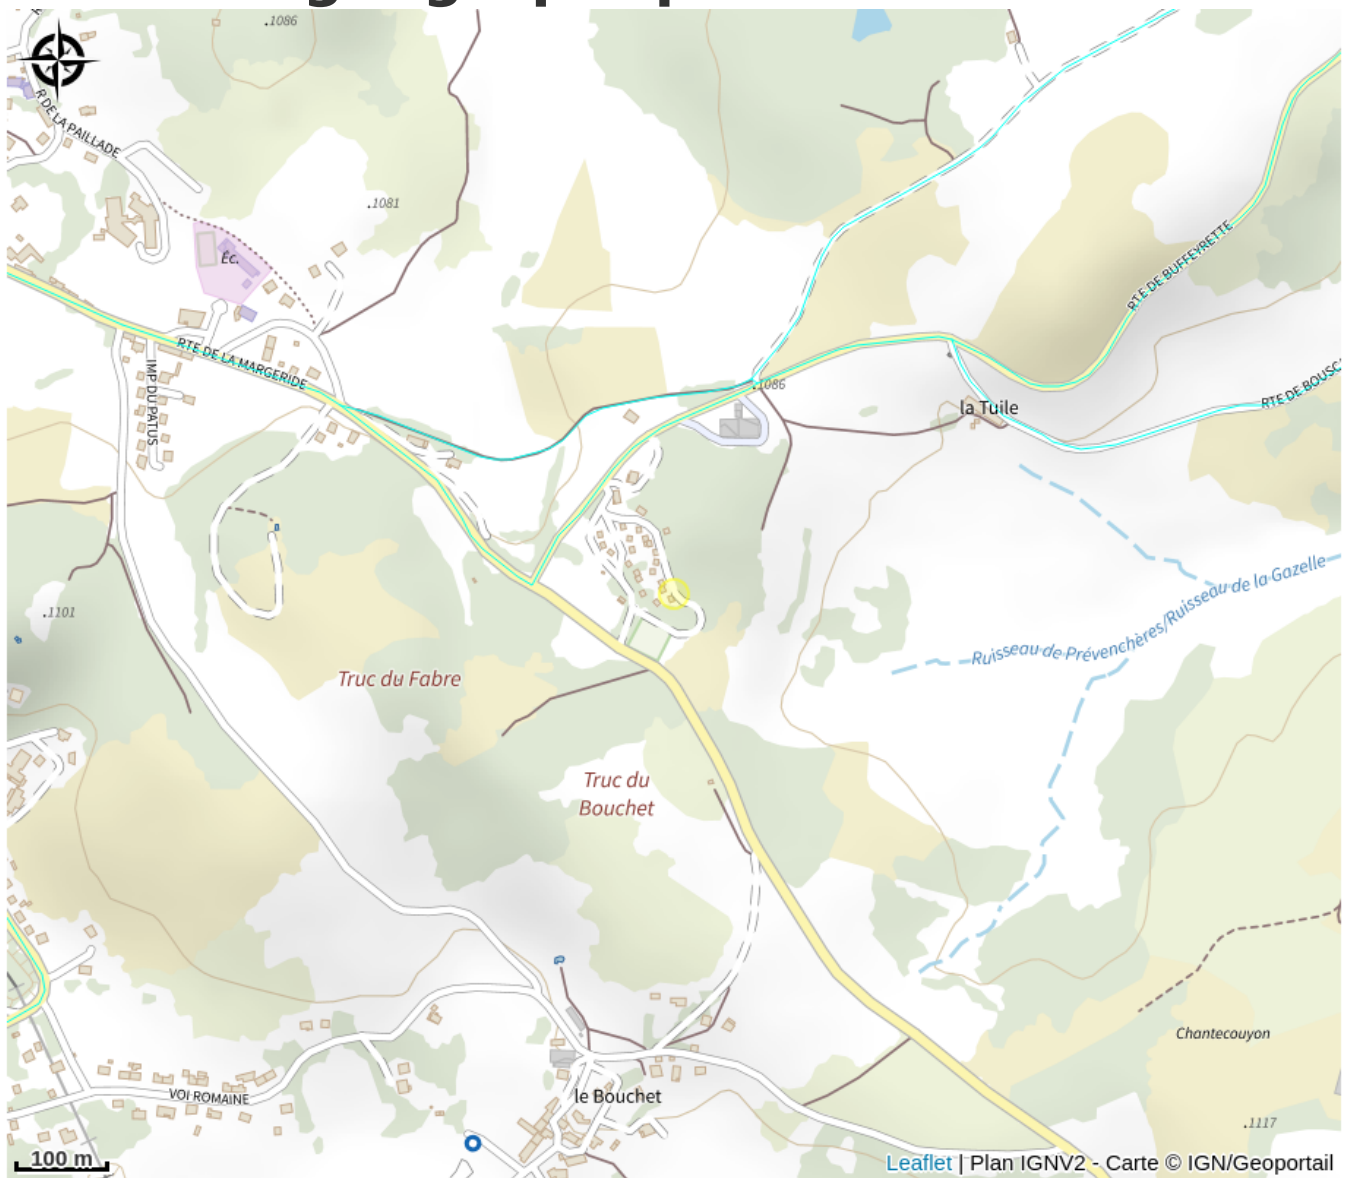 .1086
R DE LA PAILLADE
.1081
Éc.
RTE DE BUFFEYRETTE
RTE DE LA MARGERIDE
IMP DU PATUS
.1086
la Tuile
RTE DE BOUSC
Ruisseau de Prévenchères/Ruisseau de la Gazelle
.1101
Truc du Fabre
Truc du
Bouchet
Chantecouyon
VOI ROMAINE
le Bouchet
.1117
100 m
Leaflet | Plan IGNV2 - Carte © IGN/Geoportail